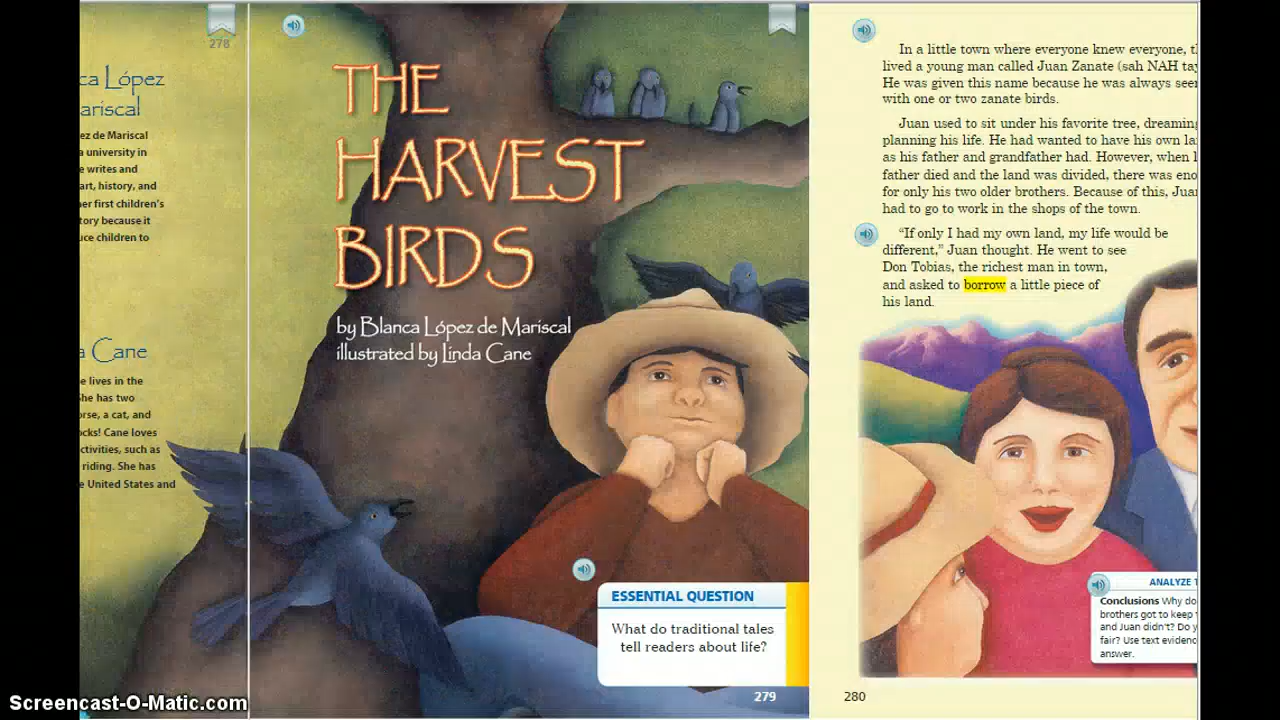 278
ca López
ariscal
ez de Mariscal
a university in
e writes and
art, history, and
er first children's
tory because it
uce children to
a Cane
e lives in the
She has two
orse, a cat, and
ocks! Cane loves
ctivities, such as
riding. She has
e United States and
THE
HARVEST
BIRDS
by Blanca López de Mariscal
illustrated by Linda Cane
ESSENTIAL QUESTION
What do traditional tales
tell readers about life?
279
In a little town where everyone knew everyone, th
lived a young man called Juan Zanate (sah NAH tay
He was given this name because he was always seen
with one or two zanate birds.
Juan used to sit under his favorite tree, dreaming
planning his life. He had wanted to have his own la
as his father and grandfather had. However, when h
father died and the land was divided, there was eno
for only his two older brothers. Because of this, Juan
had to go to work in the shops of the town.
“If only I had my own land, my life would be
different,” Juan thought. He went to see
Don Tobias, the richest man in town,
and asked to borrow a little piece of
his land.
ANALYZE T
Conclusions Why do
brothers got to keep t
and Juan didn't? Do y
fair? Use text evidenc
answer.
280
Screencast-O-Matic.com